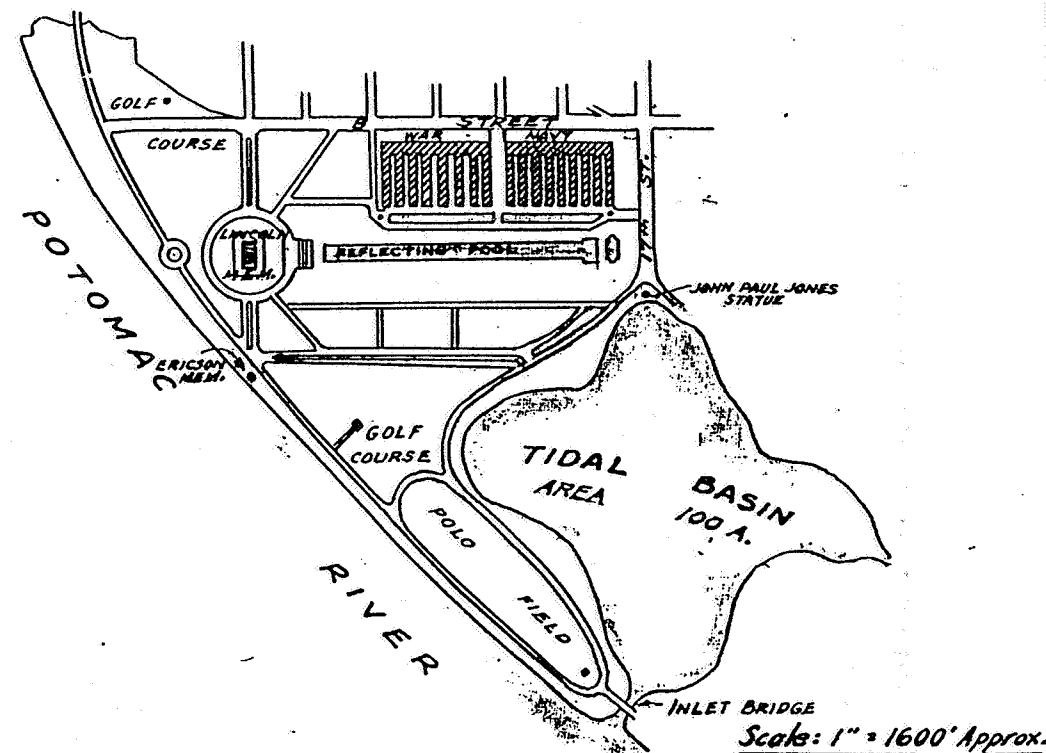 GOLF
COURSE
B STREET
WAR NAVY
17TH ST.
LINCOLN
MEM.
REFLECTING POOL
JOHN PAUL JONES
STATUE
POTOMAC
RIVER
ERICSON
MEM.
GOLF
COURSE
TIDAL
BASIN
AREA
100 A.
POLO
FIELD
INLET BRIDGE
Scale: 1" = 1600' Approx.